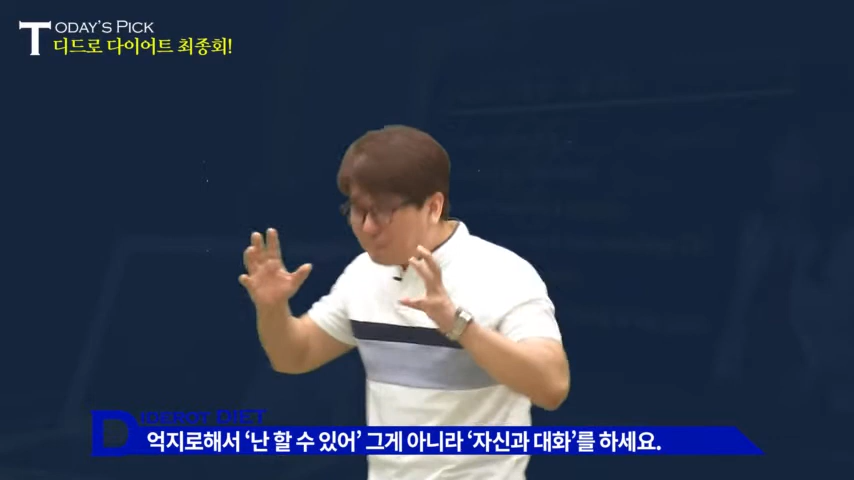 TODAY'S PICK
디드로 다이어트 최종회!
DIDEROT DIET
억지로해서 '난 할 수 있어' 그게 아니라 '자신과 대화'를 하세요.